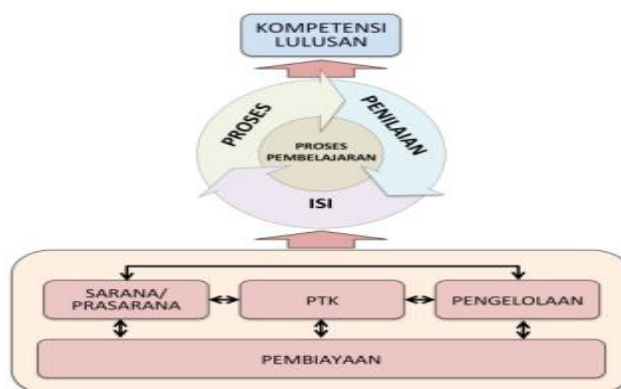 KOMPETENSI
LULUSAN
PROSES
PENILAIAN
PROSES
PEMBELAJARAN
ISI
SARANA/
PRASARANA
PTK
PENGELOLAAN
PEMBIAYAAN